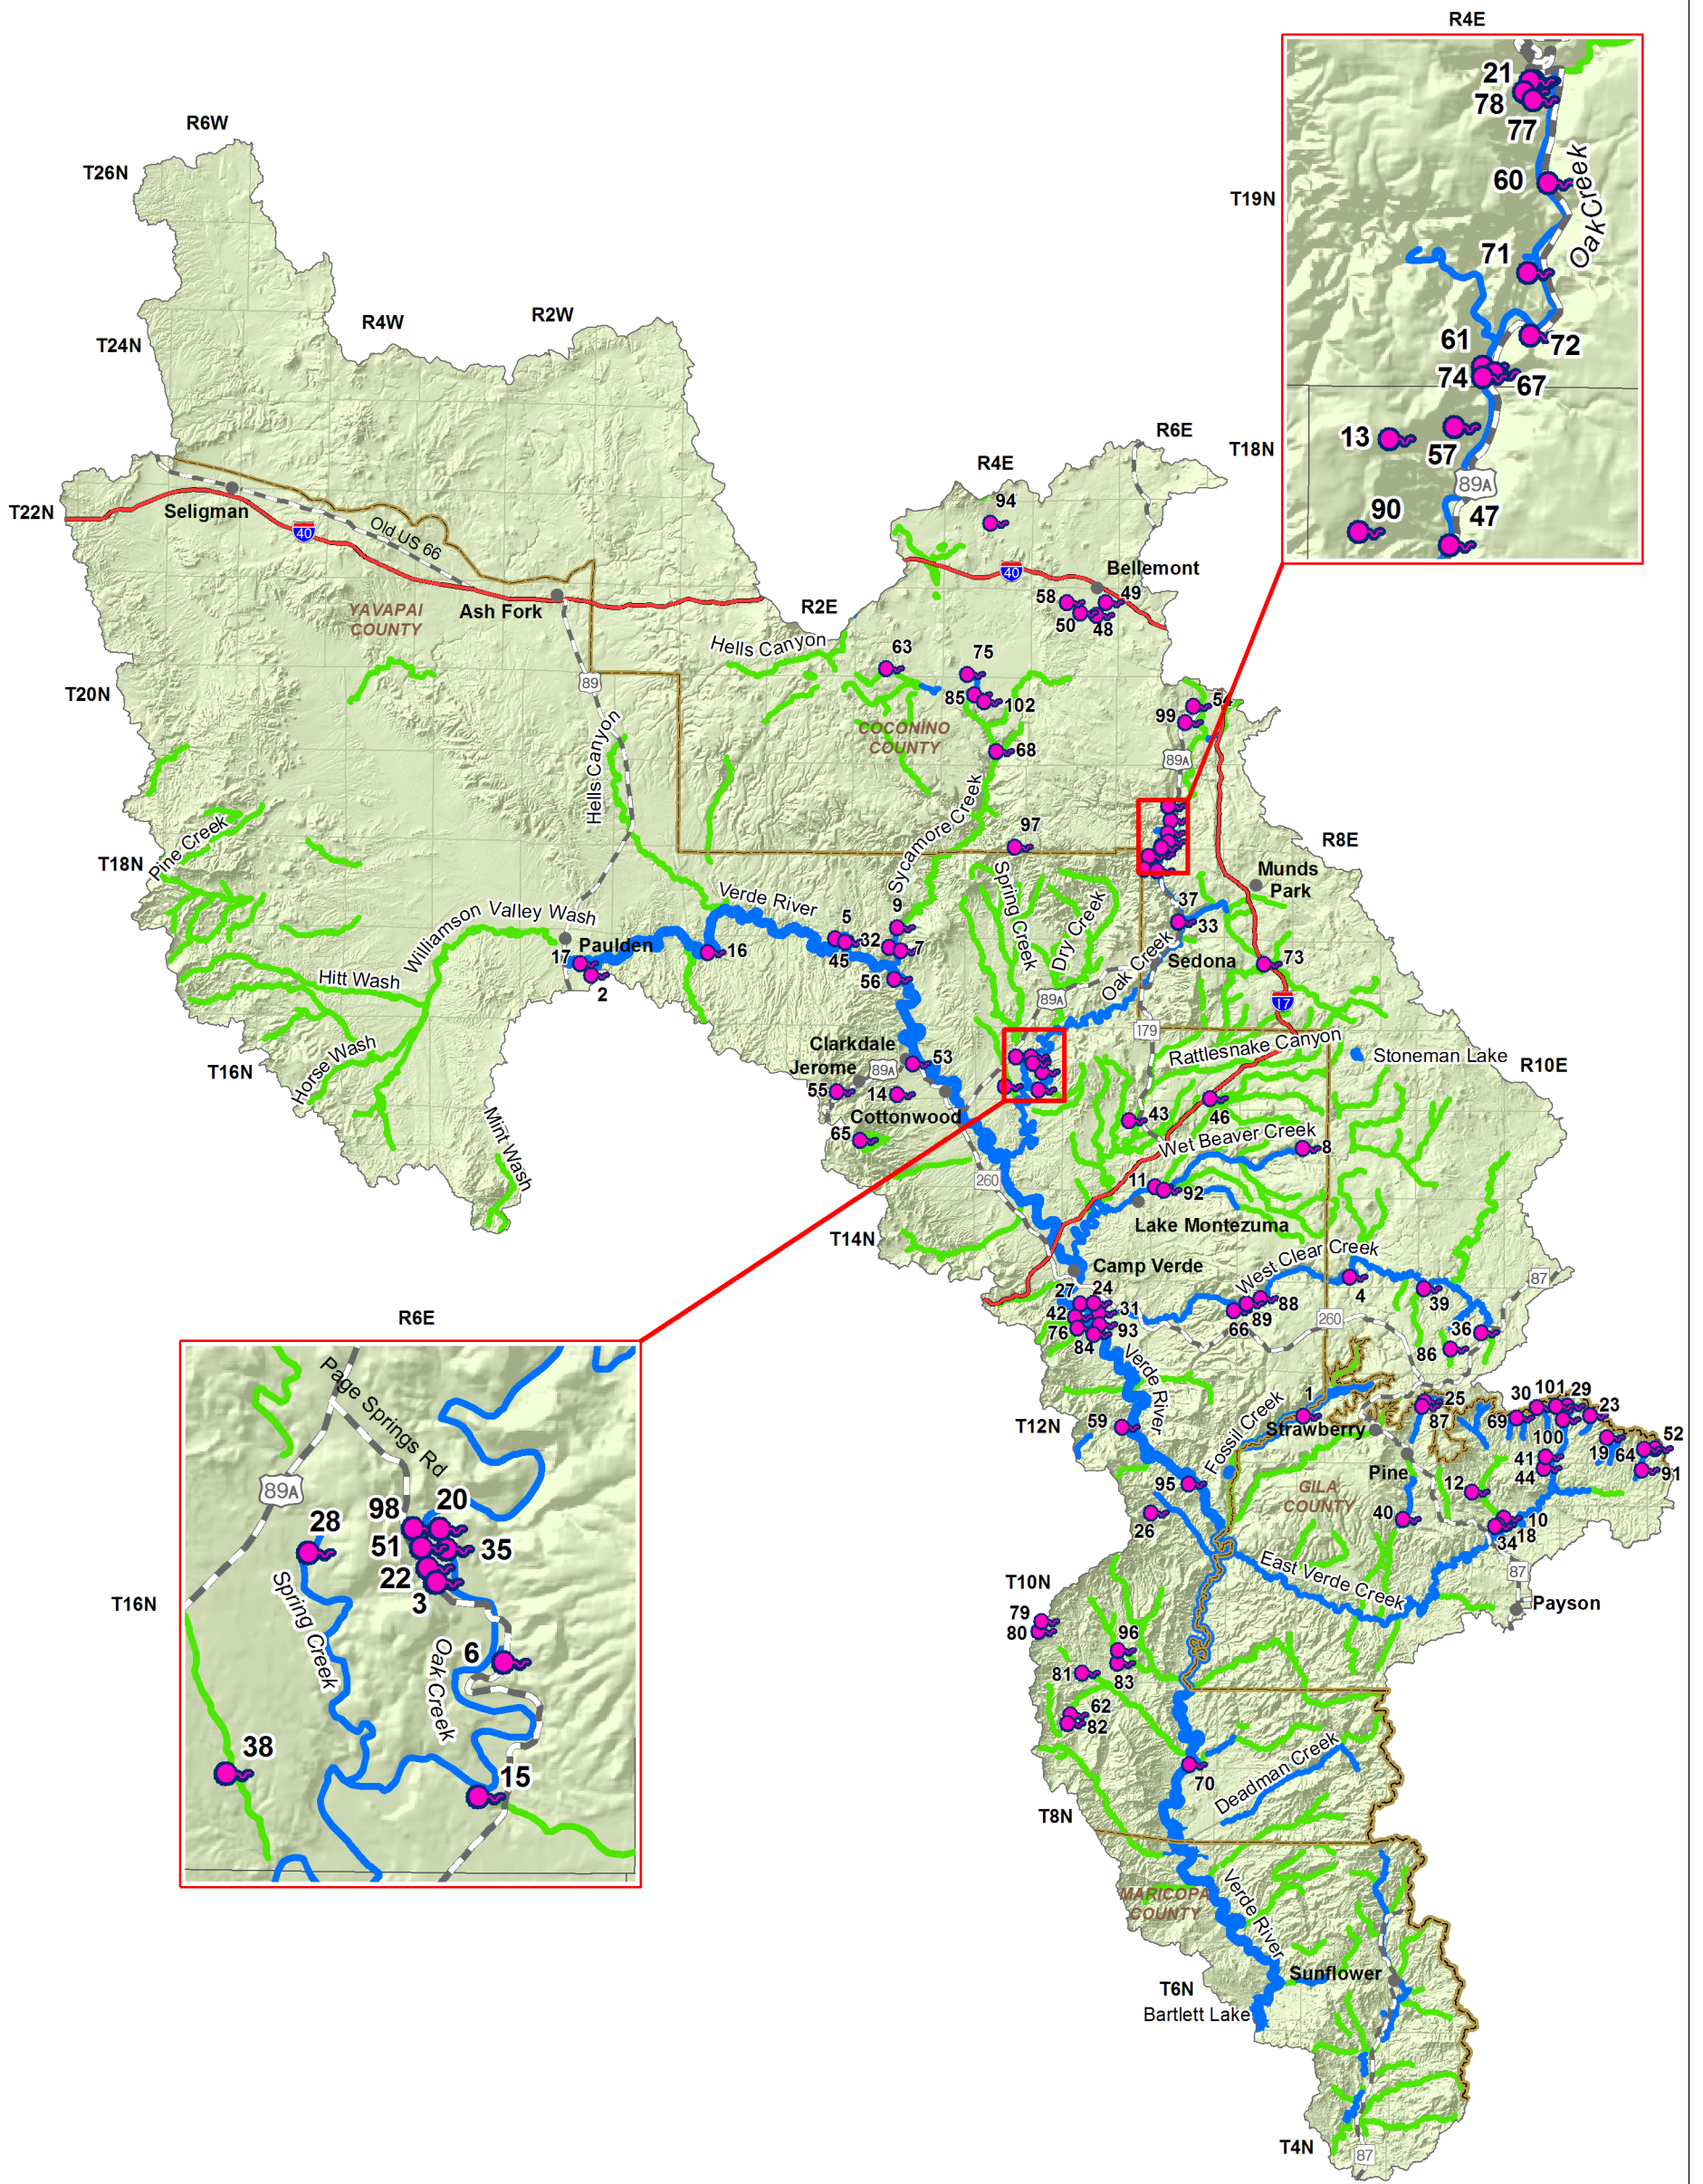 R4E
21
78
77
60
T19N
Oak Creek
71
61
72
74
67
13
57
T18N
89A
90
47
R6W
T26N
R4W
R2W
T24N
R6E
R4E
94
T22N
Seligman
40
Old US 66
YAVAPAI
COUNTY
Ash Fork
40
Bellemont
58
49
50
48
R2E
Hells Canyon
63
75
T20N
89
85
102
54
99
COCONINO
COUNTY
68
89A
Hells Canyon
Sycamore Creek
97
R8E
T18N
Pine Creek
Munds
Park
Spring Creek
Dry Creek
Verde River
37
33
Williamson Valley Wash
9
5
32
7
45
Paulden
17
16
2
56
Oak Creek
Sedona
73
Hitt Wash
89A
17
179
Rattlesnake Canyon
Stoneman Lake
R10E
Clarkdale
Jerome
89A
53
T16N
Horse Wash
55
14
Cottonwood
43
46
65
Wet Beaver Creek
8
Mint Wash
260
11
92
Lake Montezuma
T14N
Camp Verde
West Clear Creek
87
27
24
42
31
76
93
84
4
39
88
89
66
260
36
86
Verde River
R6E
Page Springs Rd
89A
20
98
28
51
35
22
3
Spring Creek
Oak Creek
6
T16N
38
15
T12N
59
Fossil Creek
1
Strawberry
25
87
30
101
29
23
69
100
19
64
52
91
Pine
41
44
12
95
GILA
COUNTY
40
10
18
34
26
East Verde Creek
87
Payson
T10N
79
80
96
81
83
62
82
70
Deadman Creek
T8N
MARICOPA
COUNTY
Verde River
Sunflower
T6N
Bartlett Lake
T4N
87